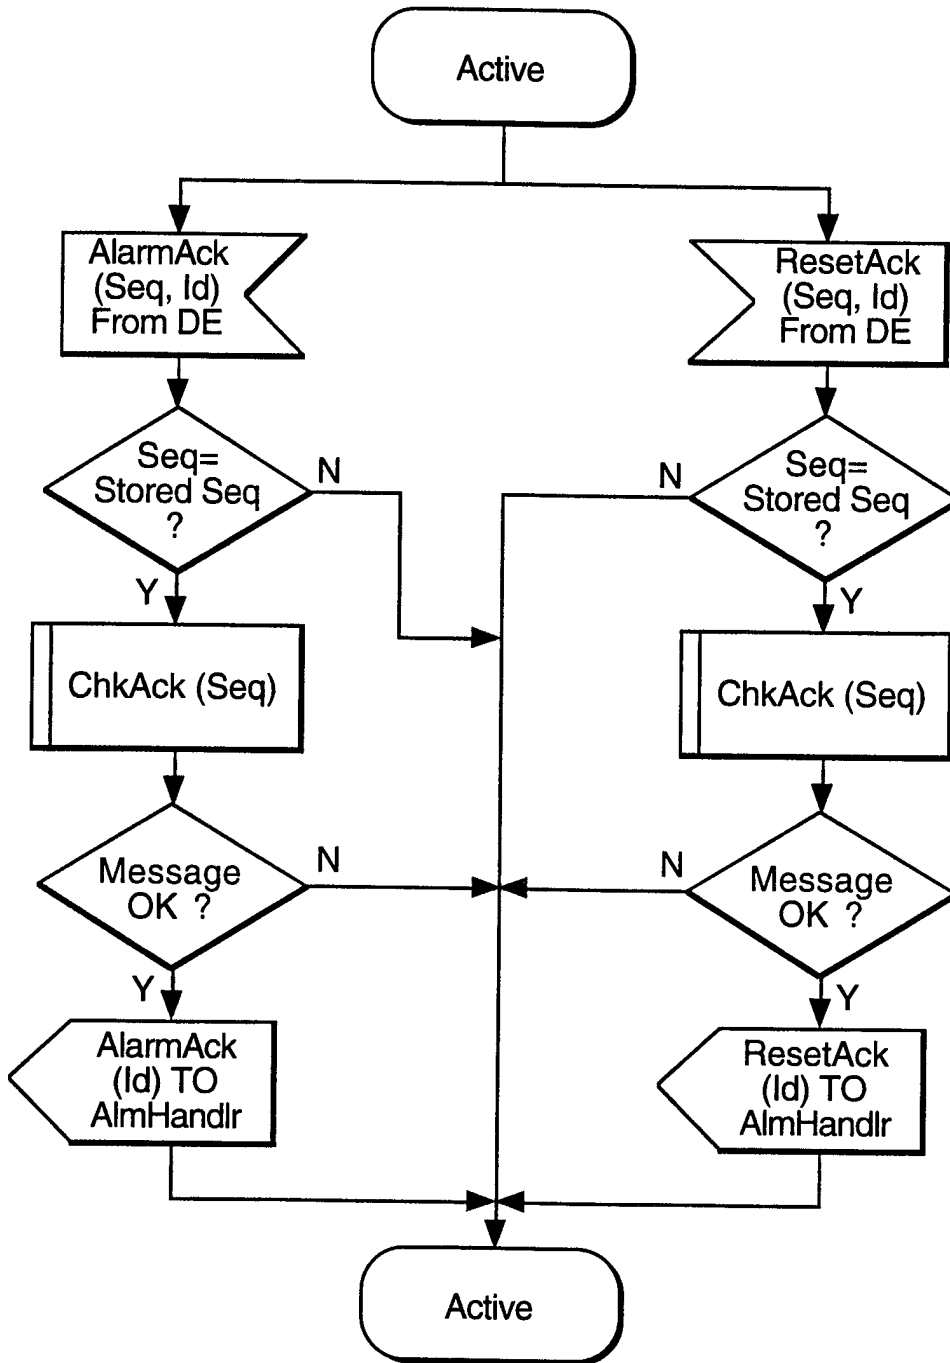 Active
AlarmAck
(Seq, Id)
From DE
ResetAck
(Seq, Id)
From DE
Seq=
Stored Seq
?
N
N
Seq=
Stored Seq
?
Y
Y
ChkAck (Seq)
ChkAck (Seq)
Message
OK ?
N
N
Message
OK ?
Y
Y
AlarmAck
(Id) TO
AlmHandlr
ResetAck
(Id) TO
AlmHandlr
Active